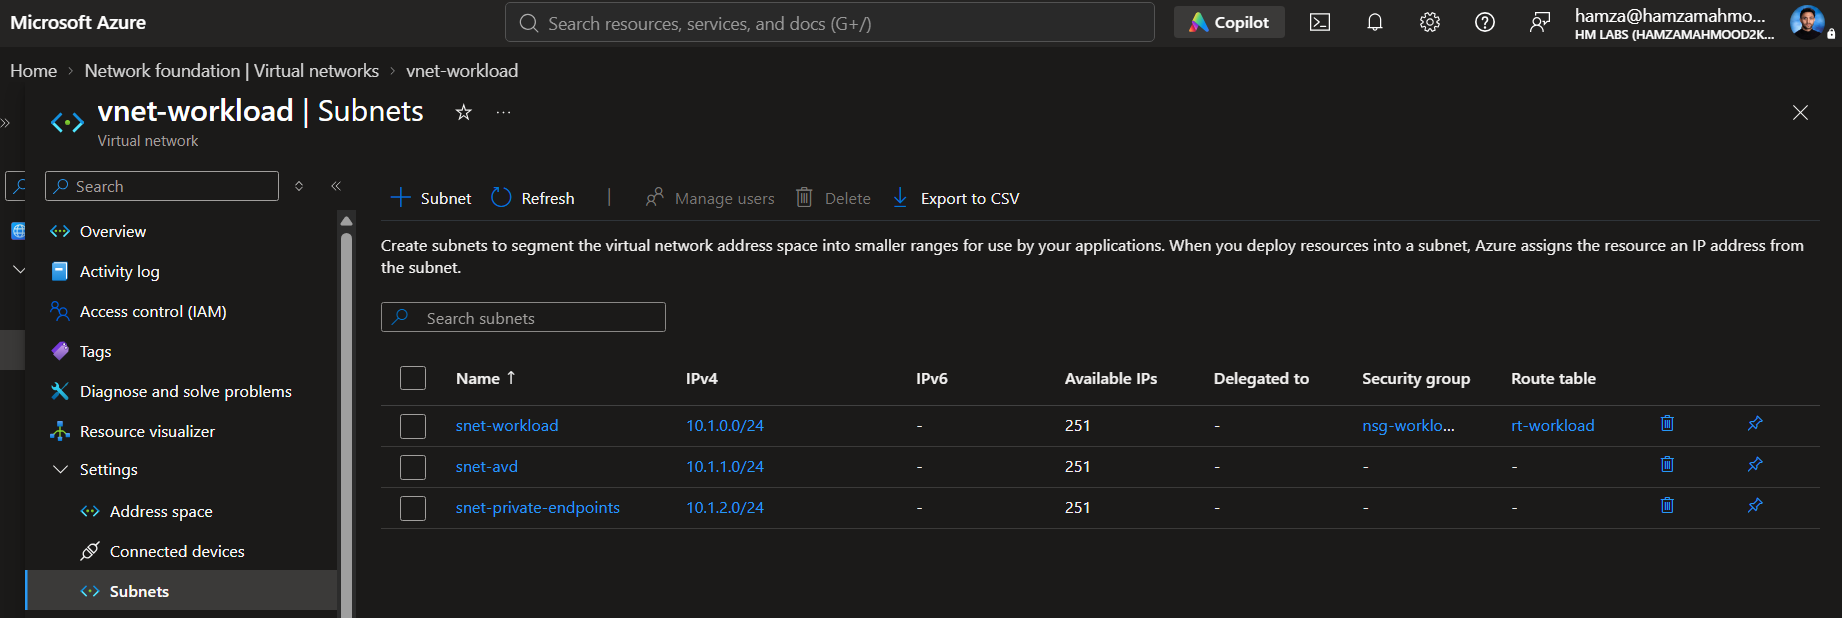 Microsoft Azure
Search resources, services, and docs (G+/)
Copilot
hamza@hamzamahmo...
HM LABS (HAMZAMAHMOOD2K...
Home > Network foundation | Virtual networks > vnet-workload
vnet-workload | Subnets
Virtual network
Search
Subnet
Refresh
Manage users
Delete
Export to CSV
Overview
Activity log
Access control (IAM)
Tags
Diagnose and solve problems
Resource visualizer
Settings
Address space
Connected devices
Subnets
Create subnets to segment the virtual network address space into smaller ranges for use by your applications. When you deploy resources into a subnet, Azure assigns the resource an IP address from
the subnet.
Search subnets
Name ↑ IPv4 IPv6 Available IPs Delegated to Security group Route table
snet-workload 10.1.0.0/24 - 251 - nsg-worklo... rt-workload
snet-avd 10.1.1.0/24 - 251 - - -
snet-private-endpoints 10.1.2.0/24 - 251 - - -